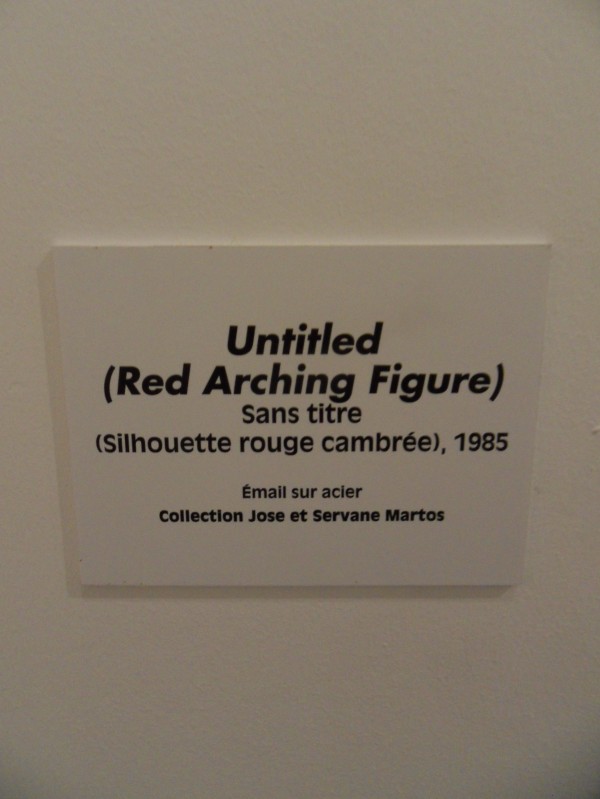 Untitled
(Red Arching Figure)
Sans titre
(Silhouette rouge cambrée), 1985
Émail sur acier
Collection Jose et Servane Martos